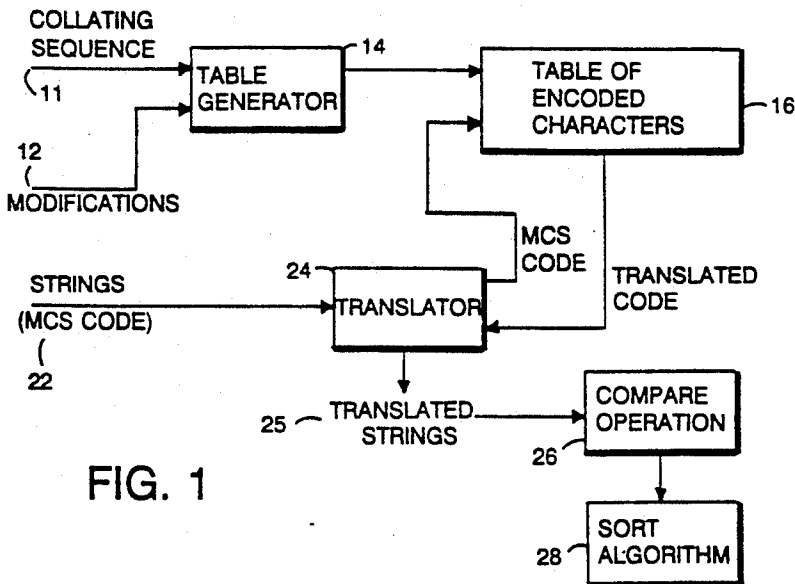 COLLATING
SEQUENCE
11
TABLE
GENERATOR
14
TABLE OF
ENCODED
CHARACTERS
16
12
MODIFICATIONS
MCS
CODE
TRANSLATED
CODE
STRINGS
(MCS CODE)
22
24
TRANSLATOR
25
TRANSLATED
STRINGS
COMPARE
OPERATION
26
SORT
ALGORITHM
28
FIG. 1